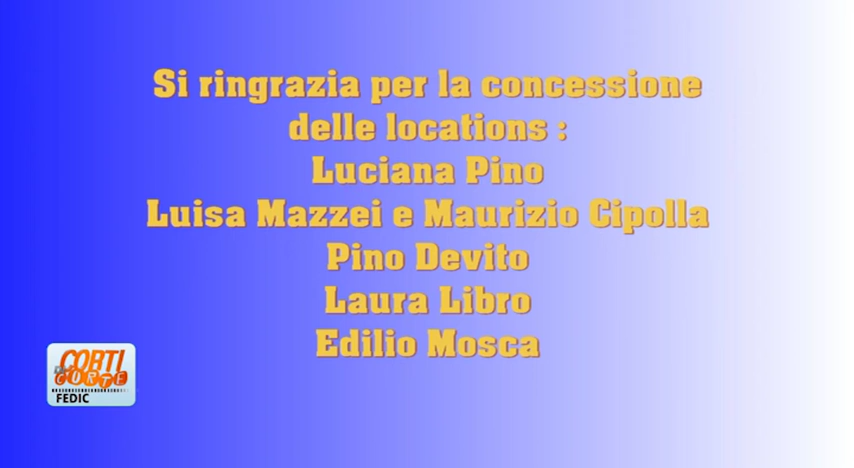 Si ringrazia per la concessione
delle locations :
Luciana Pino
Luisa Mazzei e Maurizio Cipolla
Pino Devito
Laura Libro
Edilio Mosca
CORTI
CORTE
FEDIC